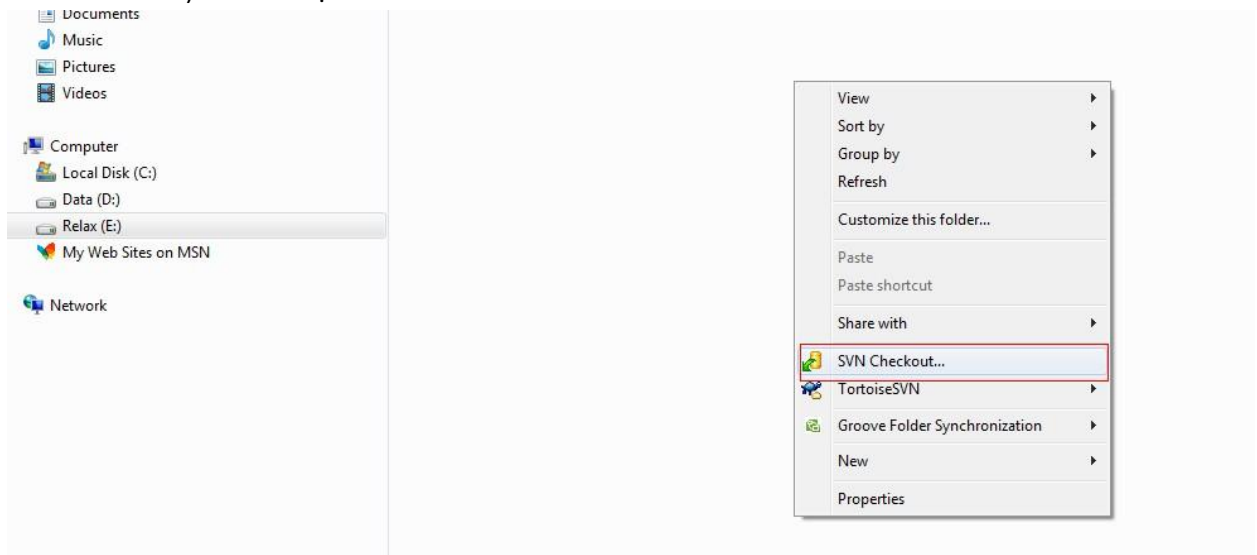 Documents
Music
Pictures
Videos
Computer
Local Disk (C:)
Data (D:)
Relax (E:)
My Web Sites on MSN
Network
View
Sort by
Group by
Refresh
Customize this folder...
Paste
Paste shortcut
Share with
SVN Checkout...
TortoiseSVN
Groove Folder Synchronization
New
Properties